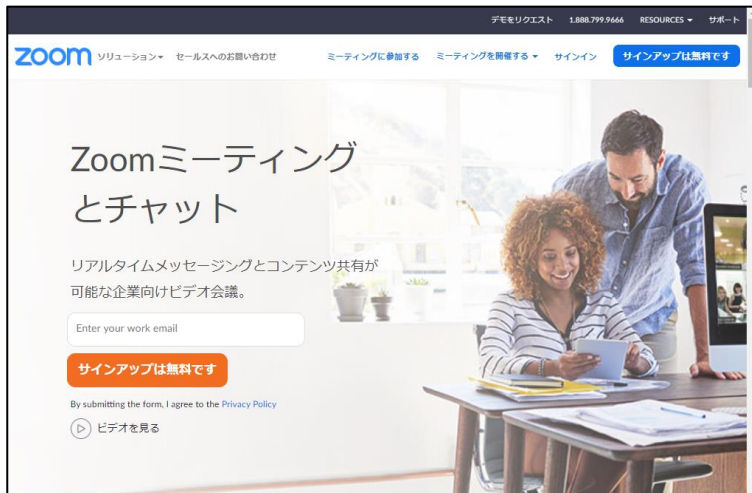 デモをリクエスト 1.888.799.9666 RESOURCES サポート
zoom ソリューション セールスへのお問い合わせ ミーティングに参加する ミーティングを開催する サインイン サインアップは無料です
Zoomミーティング
とチャット
リアルタイムメッセージングとコンテンツ共有が
可能な企業向けビデオ会議。
Enter your work email
サインアップは無料です
By submitting the form, I agree to the Privacy Policy
ビデオを見る